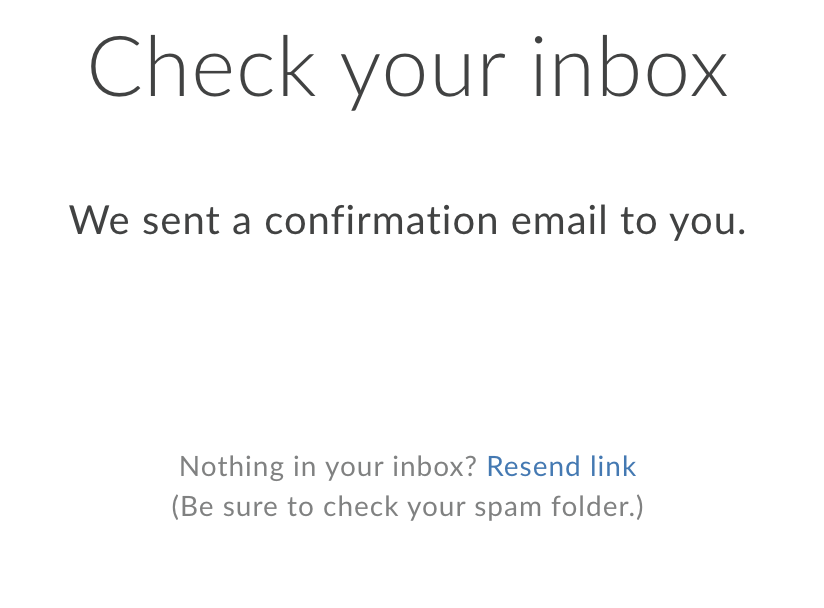 Check your inbox
We sent a confirmation email to you.
Nothing in your inbox? Resend link
(Be sure to check your spam folder.)